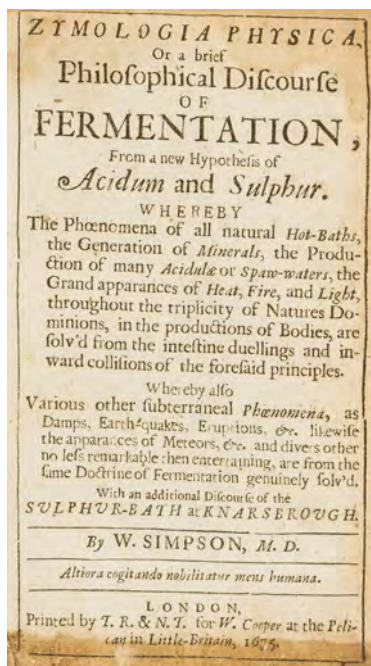 ZYMOLOGIA PHYSICA,
Or a brief
Philoſophical Diſcourſe
OF
FERMENTATION,
From a new Hypotheſis of
Acidum and Sulphur.
WHEREBY
The Phœnomena of all natural Hot-Baths,
the Generation of Minerals, the Produ-
ction of many Acidulæ or Spaw-waters, the
Grand apparances of Heat, Fire, and Light,
throughout the triplicity of Natures Do-
minions, in the productions of Bodies, are
ſolv'd from the inteſtine duellings and in-
ward colliſions of the foreſaid principles.
Whereby also
Various other ſubterraneal Phœnomena, as
Damps, Earth-quakes, Eruptions, &c. likewiſe
the apparances of Meteors, &c. and divers other
no leſs remarkable then entertaining, are from the
ſame Doctrine of Fermentation genuinely ſolv'd.
With an additional Diſcourſe of the
SULPHUR-BATH at KNARSBROUGH.
By W. SIMPSON, M. D.
Altiora cogitando nobilitatur mens humana.
LONDON,
Printed by T. R. & N. T. for W. Cooper at the Peli-
can in Little-Britain, 1675.